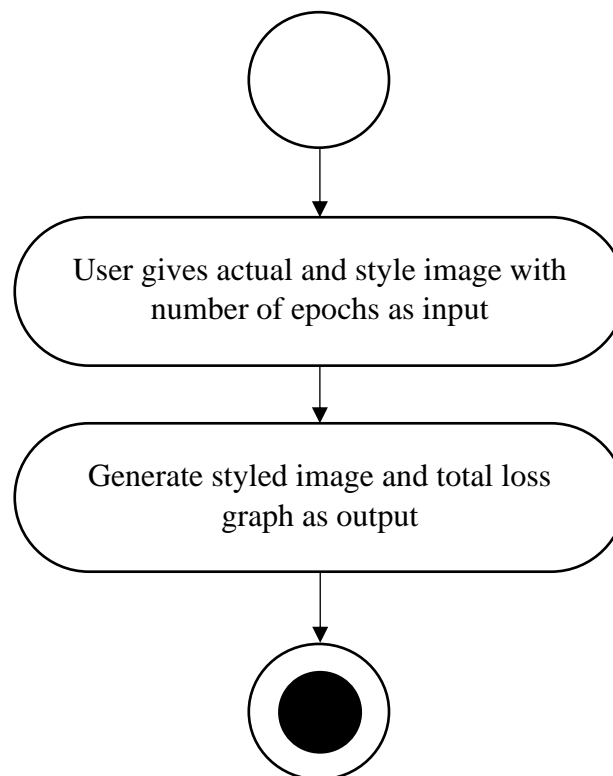 User gives actual and style image with
number of epochs as input
Generate styled image and total loss
graph as output